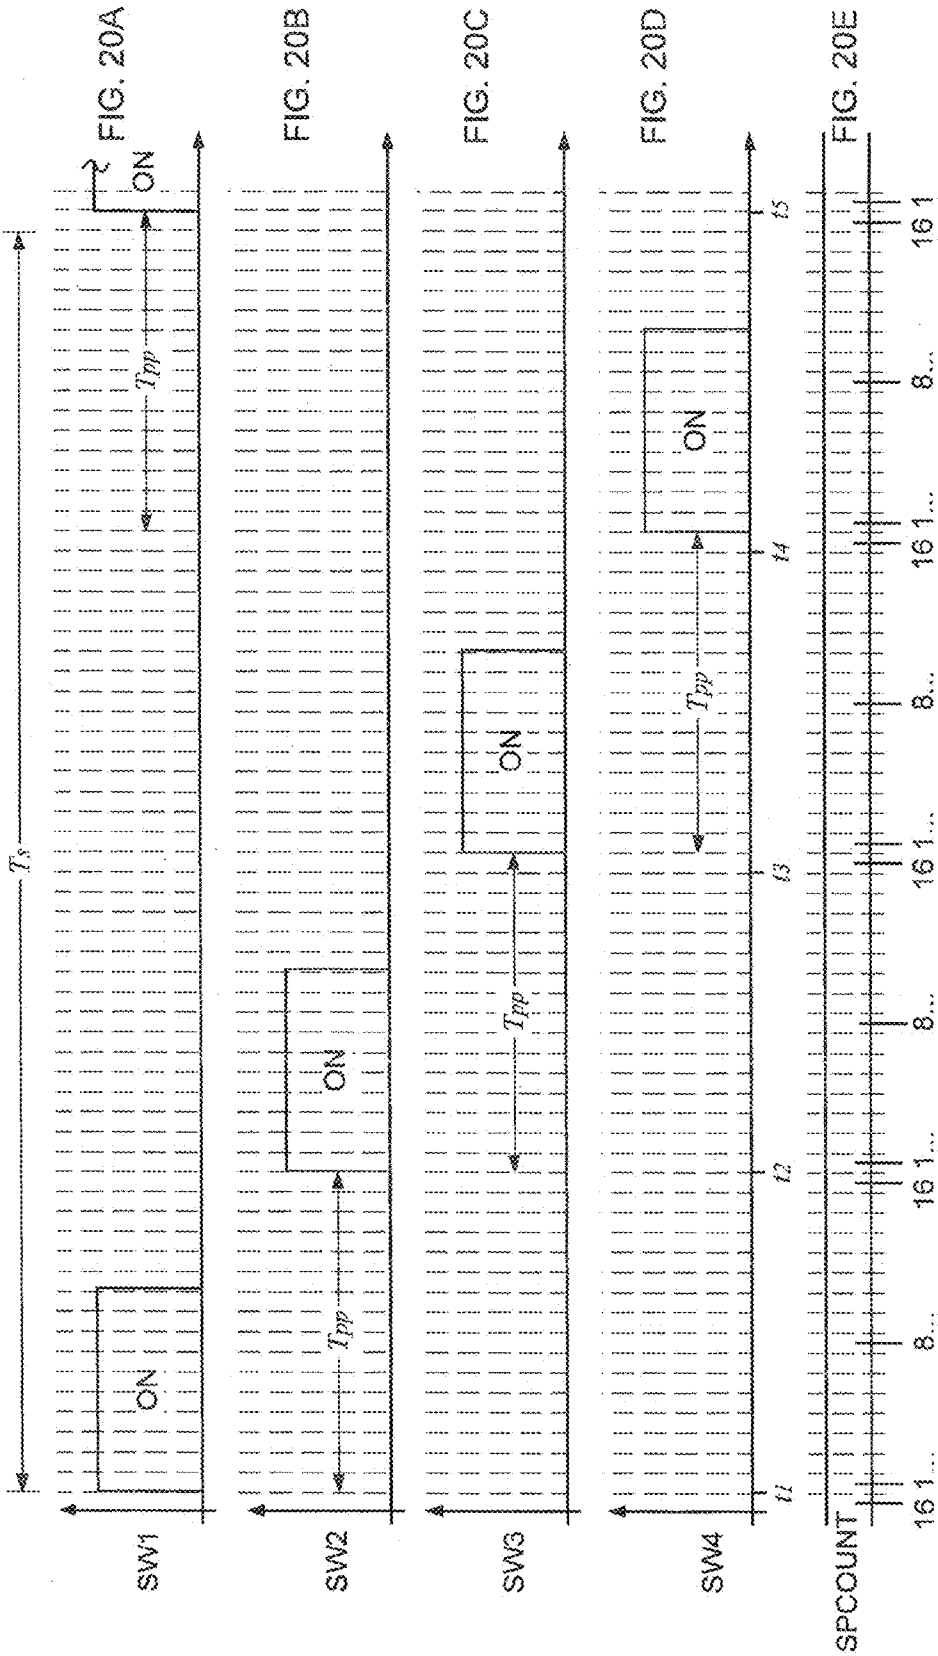 Ts
SW1
ON
Tpp
ON
FIG. 20A
SW2
Tpp
ON
FIG. 20B
SW3
Tpp
ON
FIG. 20C
SW4
Tpp
ON
FIG. 20D
t1 t2 t3 t4 t5
SPCOUNT
FIG. 20E
16 1... 8... 16 1... 8... 16 1... 8... 16 1... 8... 16 1